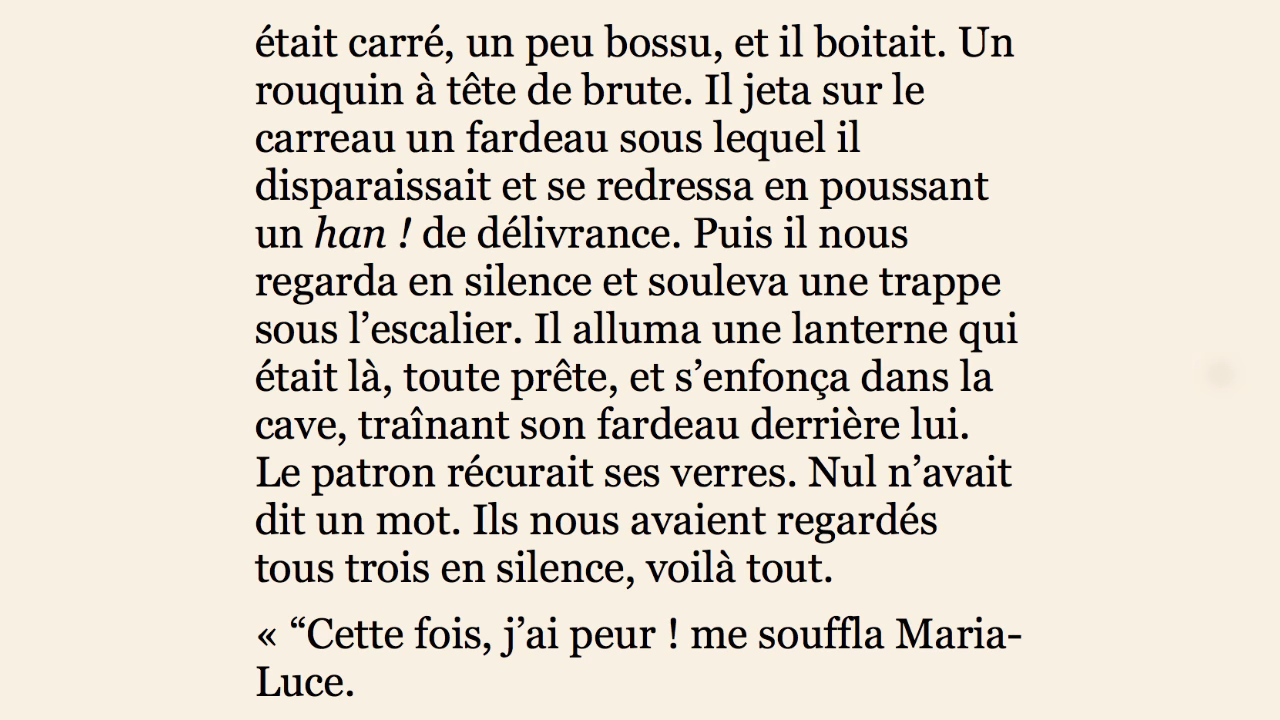 était carré, un peu bossu, et il boitait. Un
rouquin à tête de brute. Il jeta sur le
carreau un fardeau sous lequel il
disparaissait et se redressa en poussant
un han ! de délivrance. Puis il nous
regarda en silence et souleva une trappe
sous l’escalier. Il alluma une lanterne qui
était là, toute prête, et s’enfonça dans la
cave, traînant son fardeau derrière lui.
Le patron récurait ses verres. Nul n’avait
dit un mot. Ils nous avaient regardés
tous trois en silence, voilà tout.
« “Cette fois, j’ai peur ! me souffla Maria-
Luce.